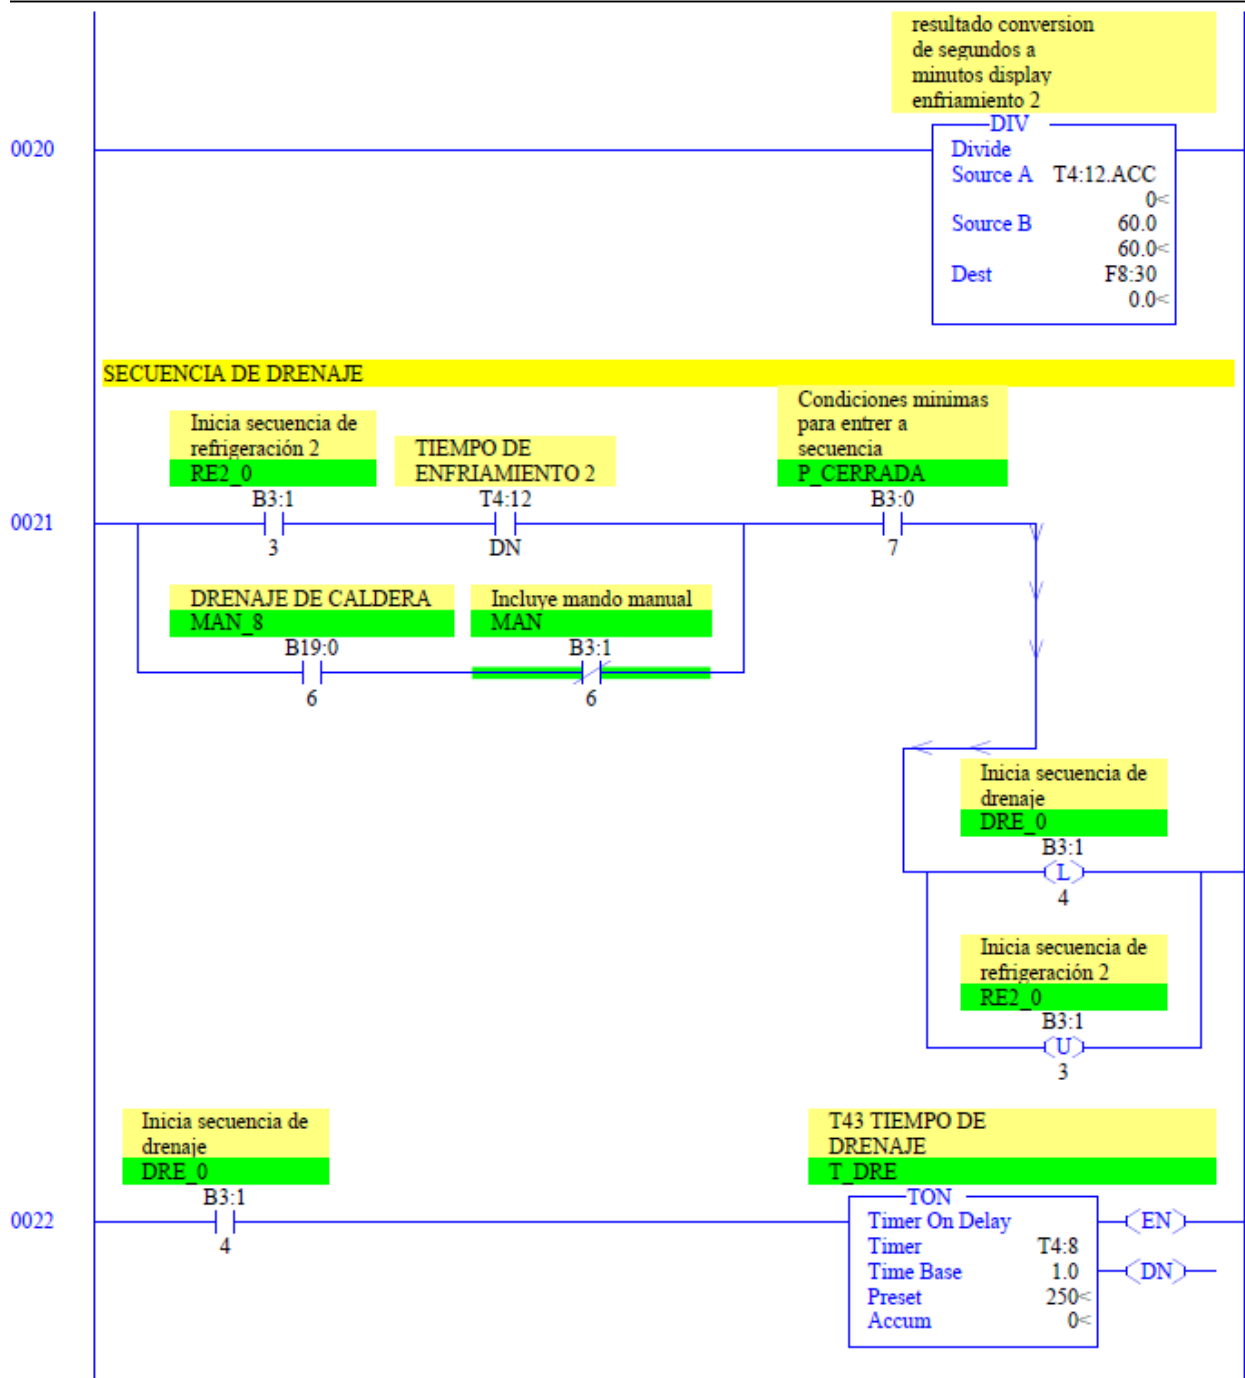 resultado conversion
de segundos a
minutos display
enfriamiento 2
DIV
0020
Divide
Source A T4:12.ACC
0<
Source B 60.0
60.0<
Dest F8:30
0.0<
SECUENCIA DE DRENAJE
Condiciones minimas
para entrer a
secuencia
P_CERRADA
B3:0
7
Inicia secuencia de
refrigeración 2
RE2_0
B3:1
3
TIEMPO DE
ENFRIAMIENTO 2
T4:12
DN
0021
DRENAJE DE CALDERA
MAN_8
B19:0
6
Incluye mando manual
MAN
B3:1
6
Inicia secuencia de
drenaje
DRE_0
B3:1
L
4
Inicia secuencia de
refrigeración 2
RE2_0
B3:1
U
3
Inicia secuencia de
drenaje
DRE_0
B3:1
4
0022
T43 TIEMPO DE
DRENAJE
T_DRE
TON
Timer On Delay
Timer T4:8
Time Base 1.0
Preset 250<
Accum 0<
EN
DN